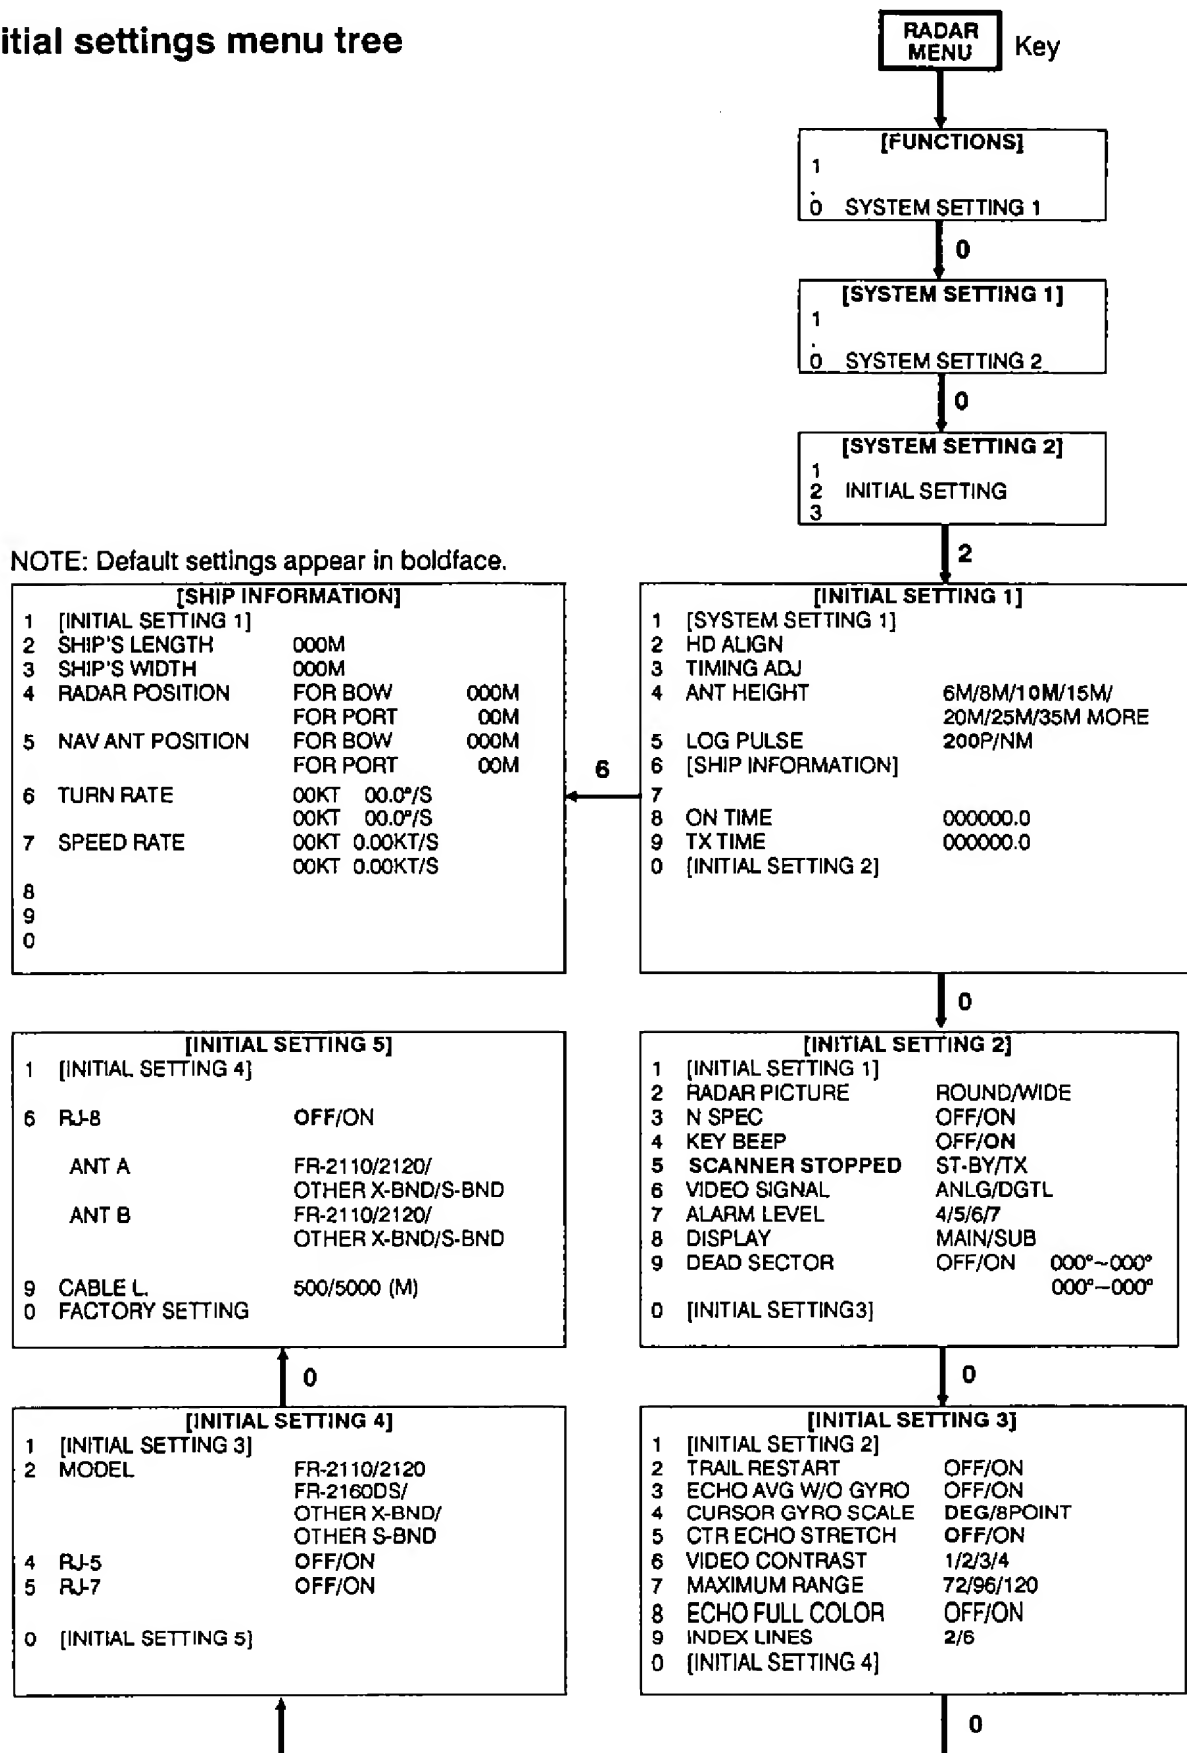 itial settings menu tree
RADAR
MENU
Key
[FUNCTIONS]
1
.
0 SYSTEM SETTING 1
0
[SYSTEM SETTING 1]
1
.
0 SYSTEM SETTING 2
0
[SYSTEM SETTING 2]
1
2 INITIAL SETTING
3
2
NOTE: Default settings appear in boldface.
[SHIP INFORMATION]
1 [INITIAL SETTING 1]
2 SHIP'S LENGTH 000M
3 SHIP'S WIDTH 000M
4 RADAR POSITION FOR BOW 000M
FOR PORT 00M
5 NAV ANT POSITION FOR BOW 000M
FOR PORT 00M
6 TURN RATE 00KT 00.0°/S
00KT 00.0°/S
7 SPEED RATE 00KT 0.00KT/S
00KT 0.00KT/S
8
9
0
6
[INITIAL SETTING 1]
1 [SYSTEM SETTING 1]
2 HD ALIGN
3 TIMING ADJ
4 ANT HEIGHT 6M/8M/10M/15M/
20M/25M/35M MORE
5 LOG PULSE 200P/NM
6 [SHIP INFORMATION]
7
8 ON TIME 000000.0
9 TX TIME 000000.0
0 [INITIAL SETTING 2]
0
[INITIAL SETTING 2]
1 [INITIAL SETTING 1]
2 RADAR PICTURE ROUND/WIDE
3 N SPEC OFF/ON
4 KEY BEEP OFF/ON
5 SCANNER STOPPED ST-BY/TX
6 VIDEO SIGNAL ANLG/DGTL
7 ALARM LEVEL 4/5/6/7
8 DISPLAY MAIN/SUB
9 DEAD SECTOR OFF/ON 000°~000°
000°~000°
0 [INITIAL SETTING3]
0
[INITIAL SETTING 3]
1 [INITIAL SETTING 2]
2 TRAIL RESTART OFF/ON
3 ECHO AVG W/O GYRO OFF/ON
4 CURSOR GYRO SCALE DEG/8POINT
5 CTR ECHO STRETCH OFF/ON
6 VIDEO CONTRAST 1/2/3/4
7 MAXIMUM RANGE 72/96/120
8 ECHO FULL COLOR OFF/ON
9 INDEX LINES 2/6
0 [INITIAL SETTING 4]
0
[INITIAL SETTING 4]
1 [INITIAL SETTING 3]
2 MODEL FR-2110/2120
FR-2160DS/
OTHER X-BND/
OTHER S-BND
4 RJ-5 OFF/ON
5 RJ-7 OFF/ON
0 [INITIAL SETTING 5]
0
[INITIAL SETTING 5]
1 [INITIAL SETTING 4]
6 RJ-8 OFF/ON
ANT A FR-2110/2120/
OTHER X-BND/S-BND
ANT B FR-2110/2120/
OTHER X-BND/S-BND
9 CABLE L. 500/5000 (M)
0 FACTORY SETTING